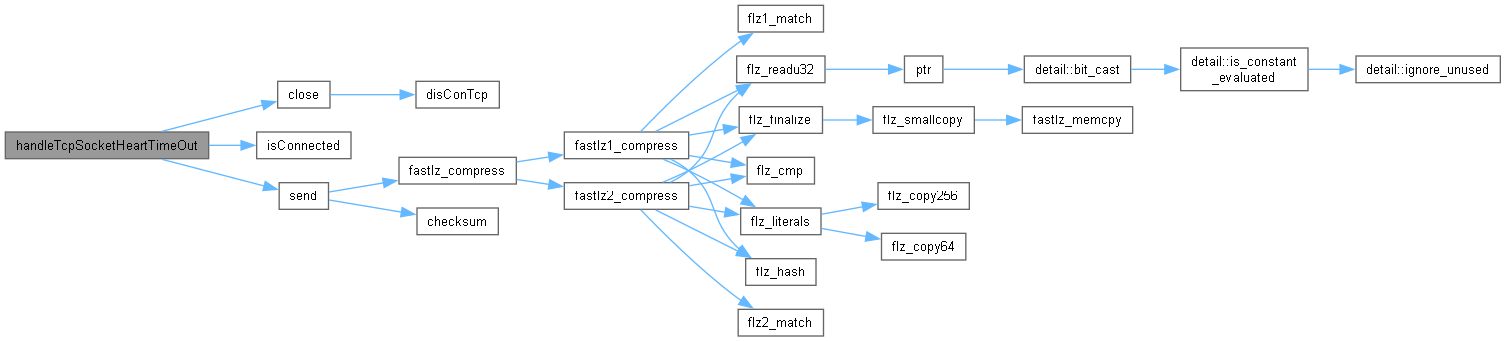 handleTcpSocketHeartTimeOut
close
disConTcp
isConnected
send
fastlz_compress
checksum
fastlz1_compress
fastlz2_compress
flz1_match
flz_readu32
flz_finalize
flz_cmp
flz_literals
flz_hash
flz2_match
ptr
flz_smallcopy
flz_copy256
flz_copy64
detail::bit_cast
fastlz_memcpy
detail::is_constant
_evaluated
detail::ignore_unused